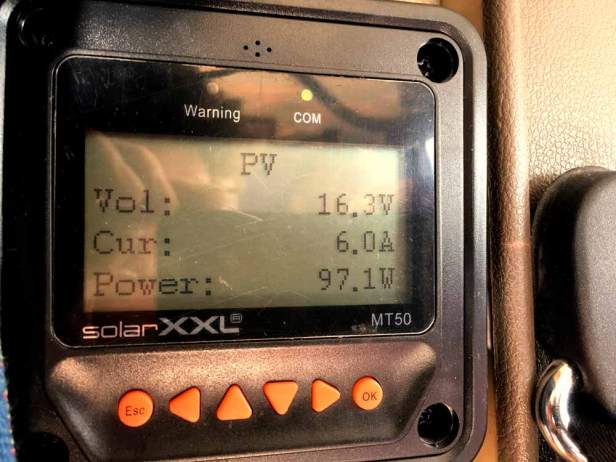 Warning COM
PV
Vol: 16.3V
Cur: 6.0A
Power: 97.1W
solarXXL MT50
Esc OK